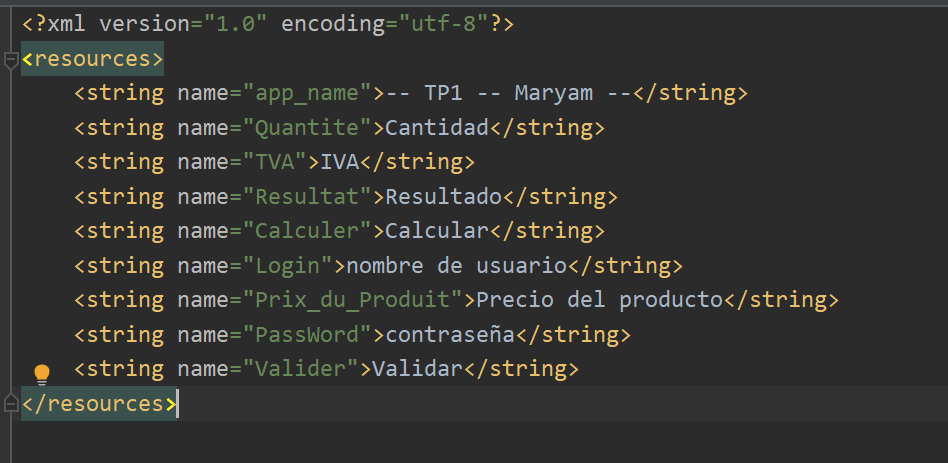 <?xml version="1.0" encoding="utf-8"?>
<resources>
    <string name="app_name">-- TP1 -- Maryam --</string>
    <string name="Quantite">Cantidad</string>
    <string name="TVA">IVA</string>
    <string name="Resultat">Resultado</string>
    <string name="Calculer">Calcular</string>
    <string name="Login">nombre de usuario</string>
    <string name="Prix_du_Produit">Precio del producto</string>
    <string name="PassWord">contraseña</string>
    <string name="Valider">Validar</string>
</resources>